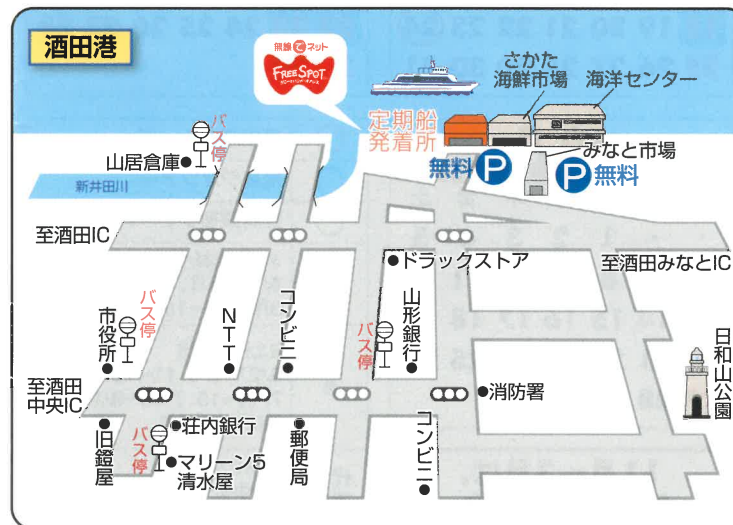 酒田港
無線でネット
FREESPOT
さかた
海鮮市場
海洋センター
定期船
発着所
みなと市場
無料 P
P 無料
バス停
山居倉庫
新井田川
至酒田IC
ドラックストア
至酒田みなとIC
バス停
市役所
NTT
コンビニ
バス停
山形銀行
日和山公園
至酒田
中央IC
消防署
旧鐙屋
バス停
荘内銀行
マリーン5
清水屋
郵便局
コンビニ